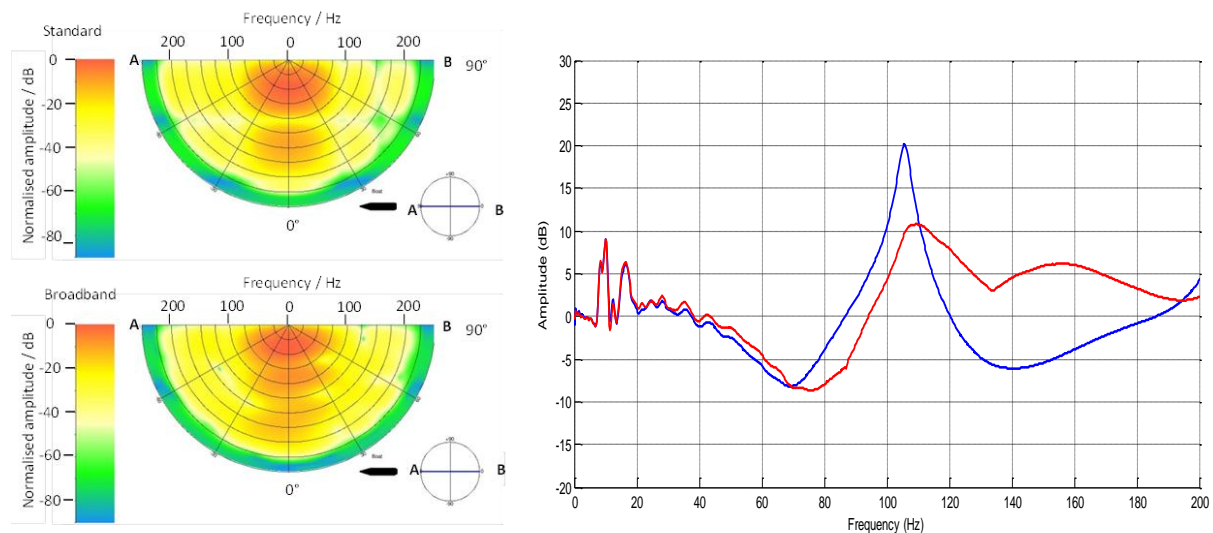 Frequency / Hz
Standard
200 100 0 100 200
A B 90°
0
-20
-40
-60
-80
Normalised amplitude / dB
Boat
A B
0°
Frequency / Hz
Broadband
200 100 0 100 200
A B 90°
0
-20
-40
-60
-80
Normalised amplitude / dB
A B
0°
30
25
20
15
10
5
0
-5
-10
-15
-20
Amplitude (dB)
0 20 40 60 80 100 120 140 160 180 200
Frequency (Hz)